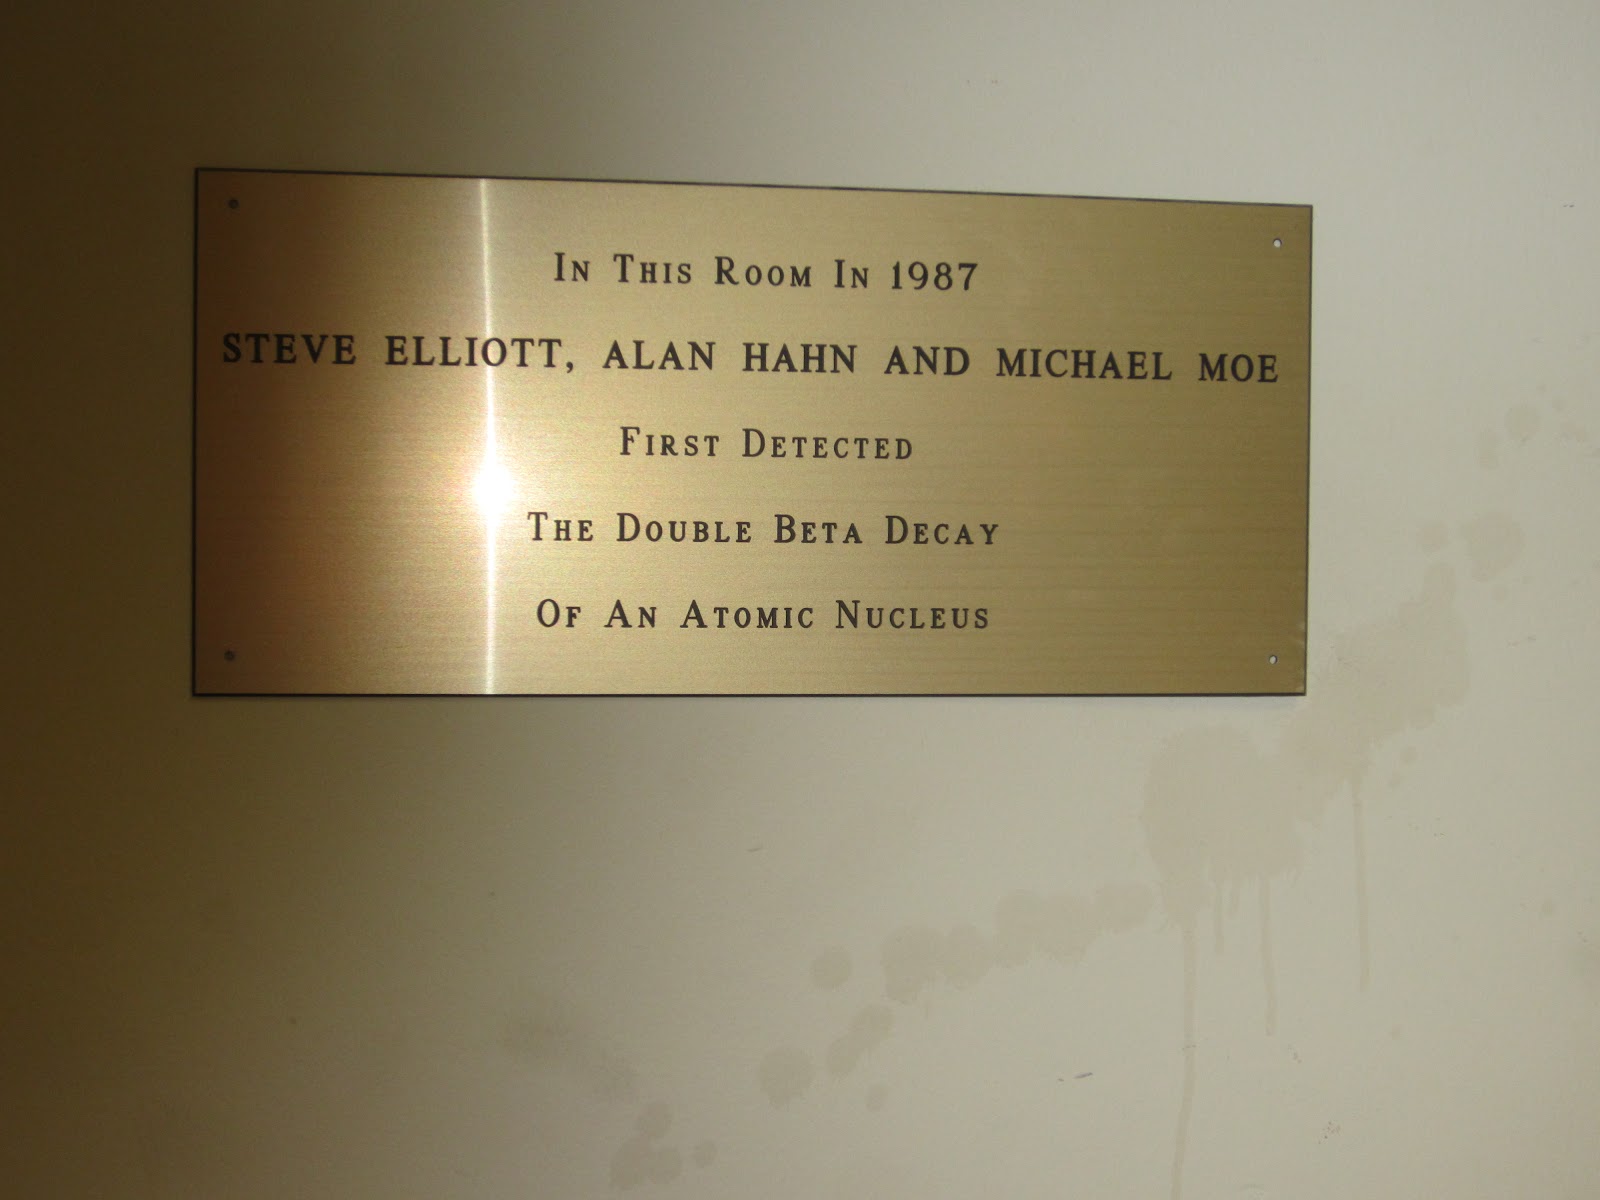 In This Room In 1987
STEVE ELLIOTT, ALAN HAHN AND MICHAEL MOE
First Detected
The Double Beta Decay
Of An Atomic Nucleus